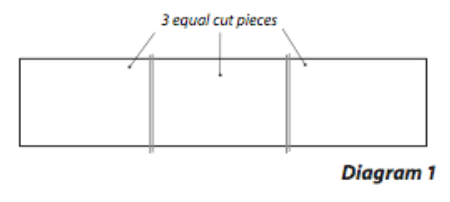 3 equal cut pieces
Diagram 1